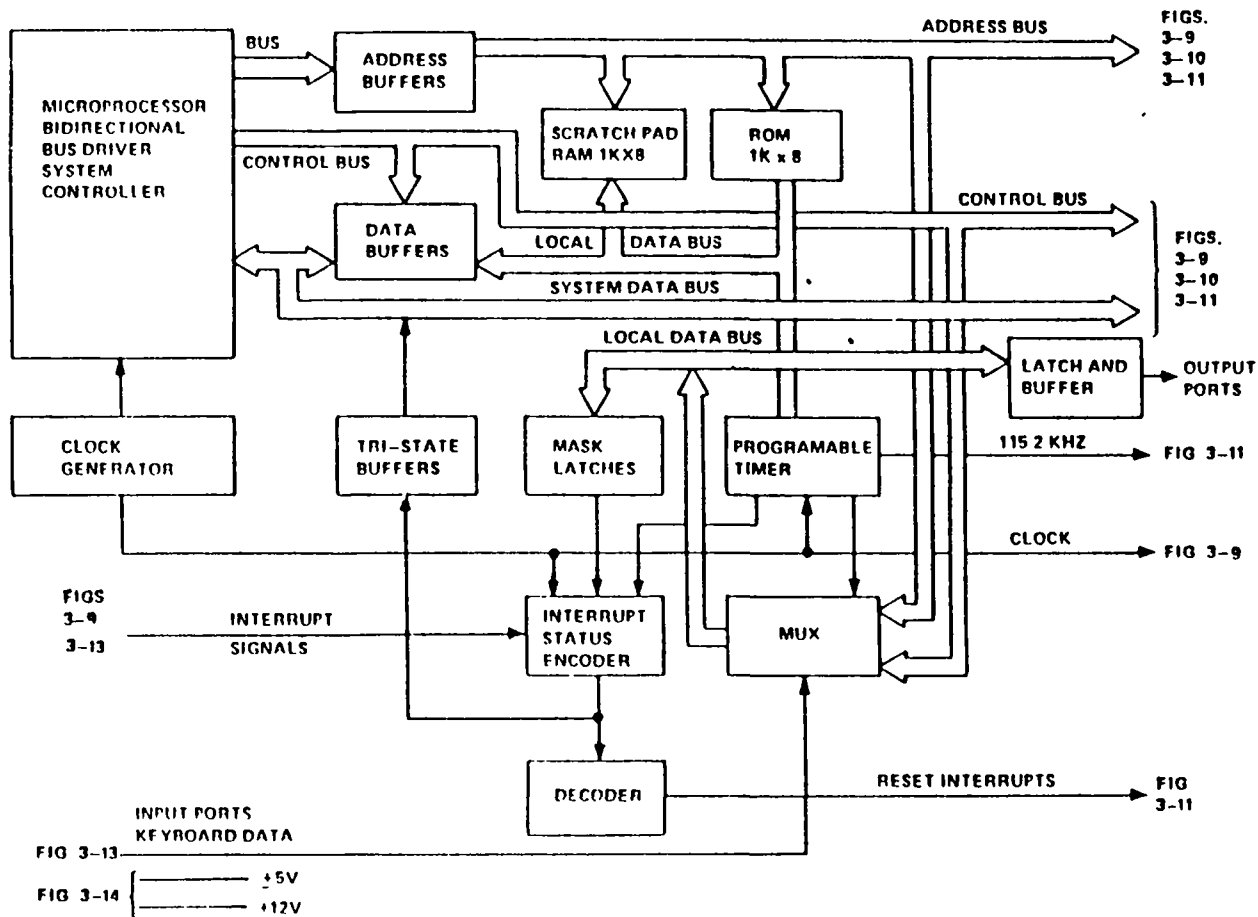 BUS
ADDRESS
BUFFERS
ADDRESS BUS
FIGS.
3-9
3-10
3-11
MICROPROCESSOR
BIDIRECTIONAL
BUS DRIVER
SYSTEM
CONTROLLER
SCRATCH PAD
RAM 1KX8
ROM
1K x 8
CONTROL BUS
CONTROL BUS
DATA
BUFFERS
LOCAL DATA BUS
FIGS.
3-9
3-10
3-11
SYSTEM DATA BUS
LOCAL DATA BUS
LATCH AND
BUFFER
OUTPUT
PORTS
CLOCK
GENERATOR
TRI-STATE
BUFFERS
MASK
LATCHES
PROGRAMABLE
TIMER
115 2 KHZ
FIG 3-11
CLOCK
FIG 3-9
FIGS
3-9
3-13
INTERRUPT
SIGNALS
INTERRUPT
STATUS
ENCODER
MUX
DECODER
RESET INTERRUPTS
FIG
3-11
INPUT PORTS
KEYBOARD DATA
FIG 3-13
FIG 3-14
+5V
+12V